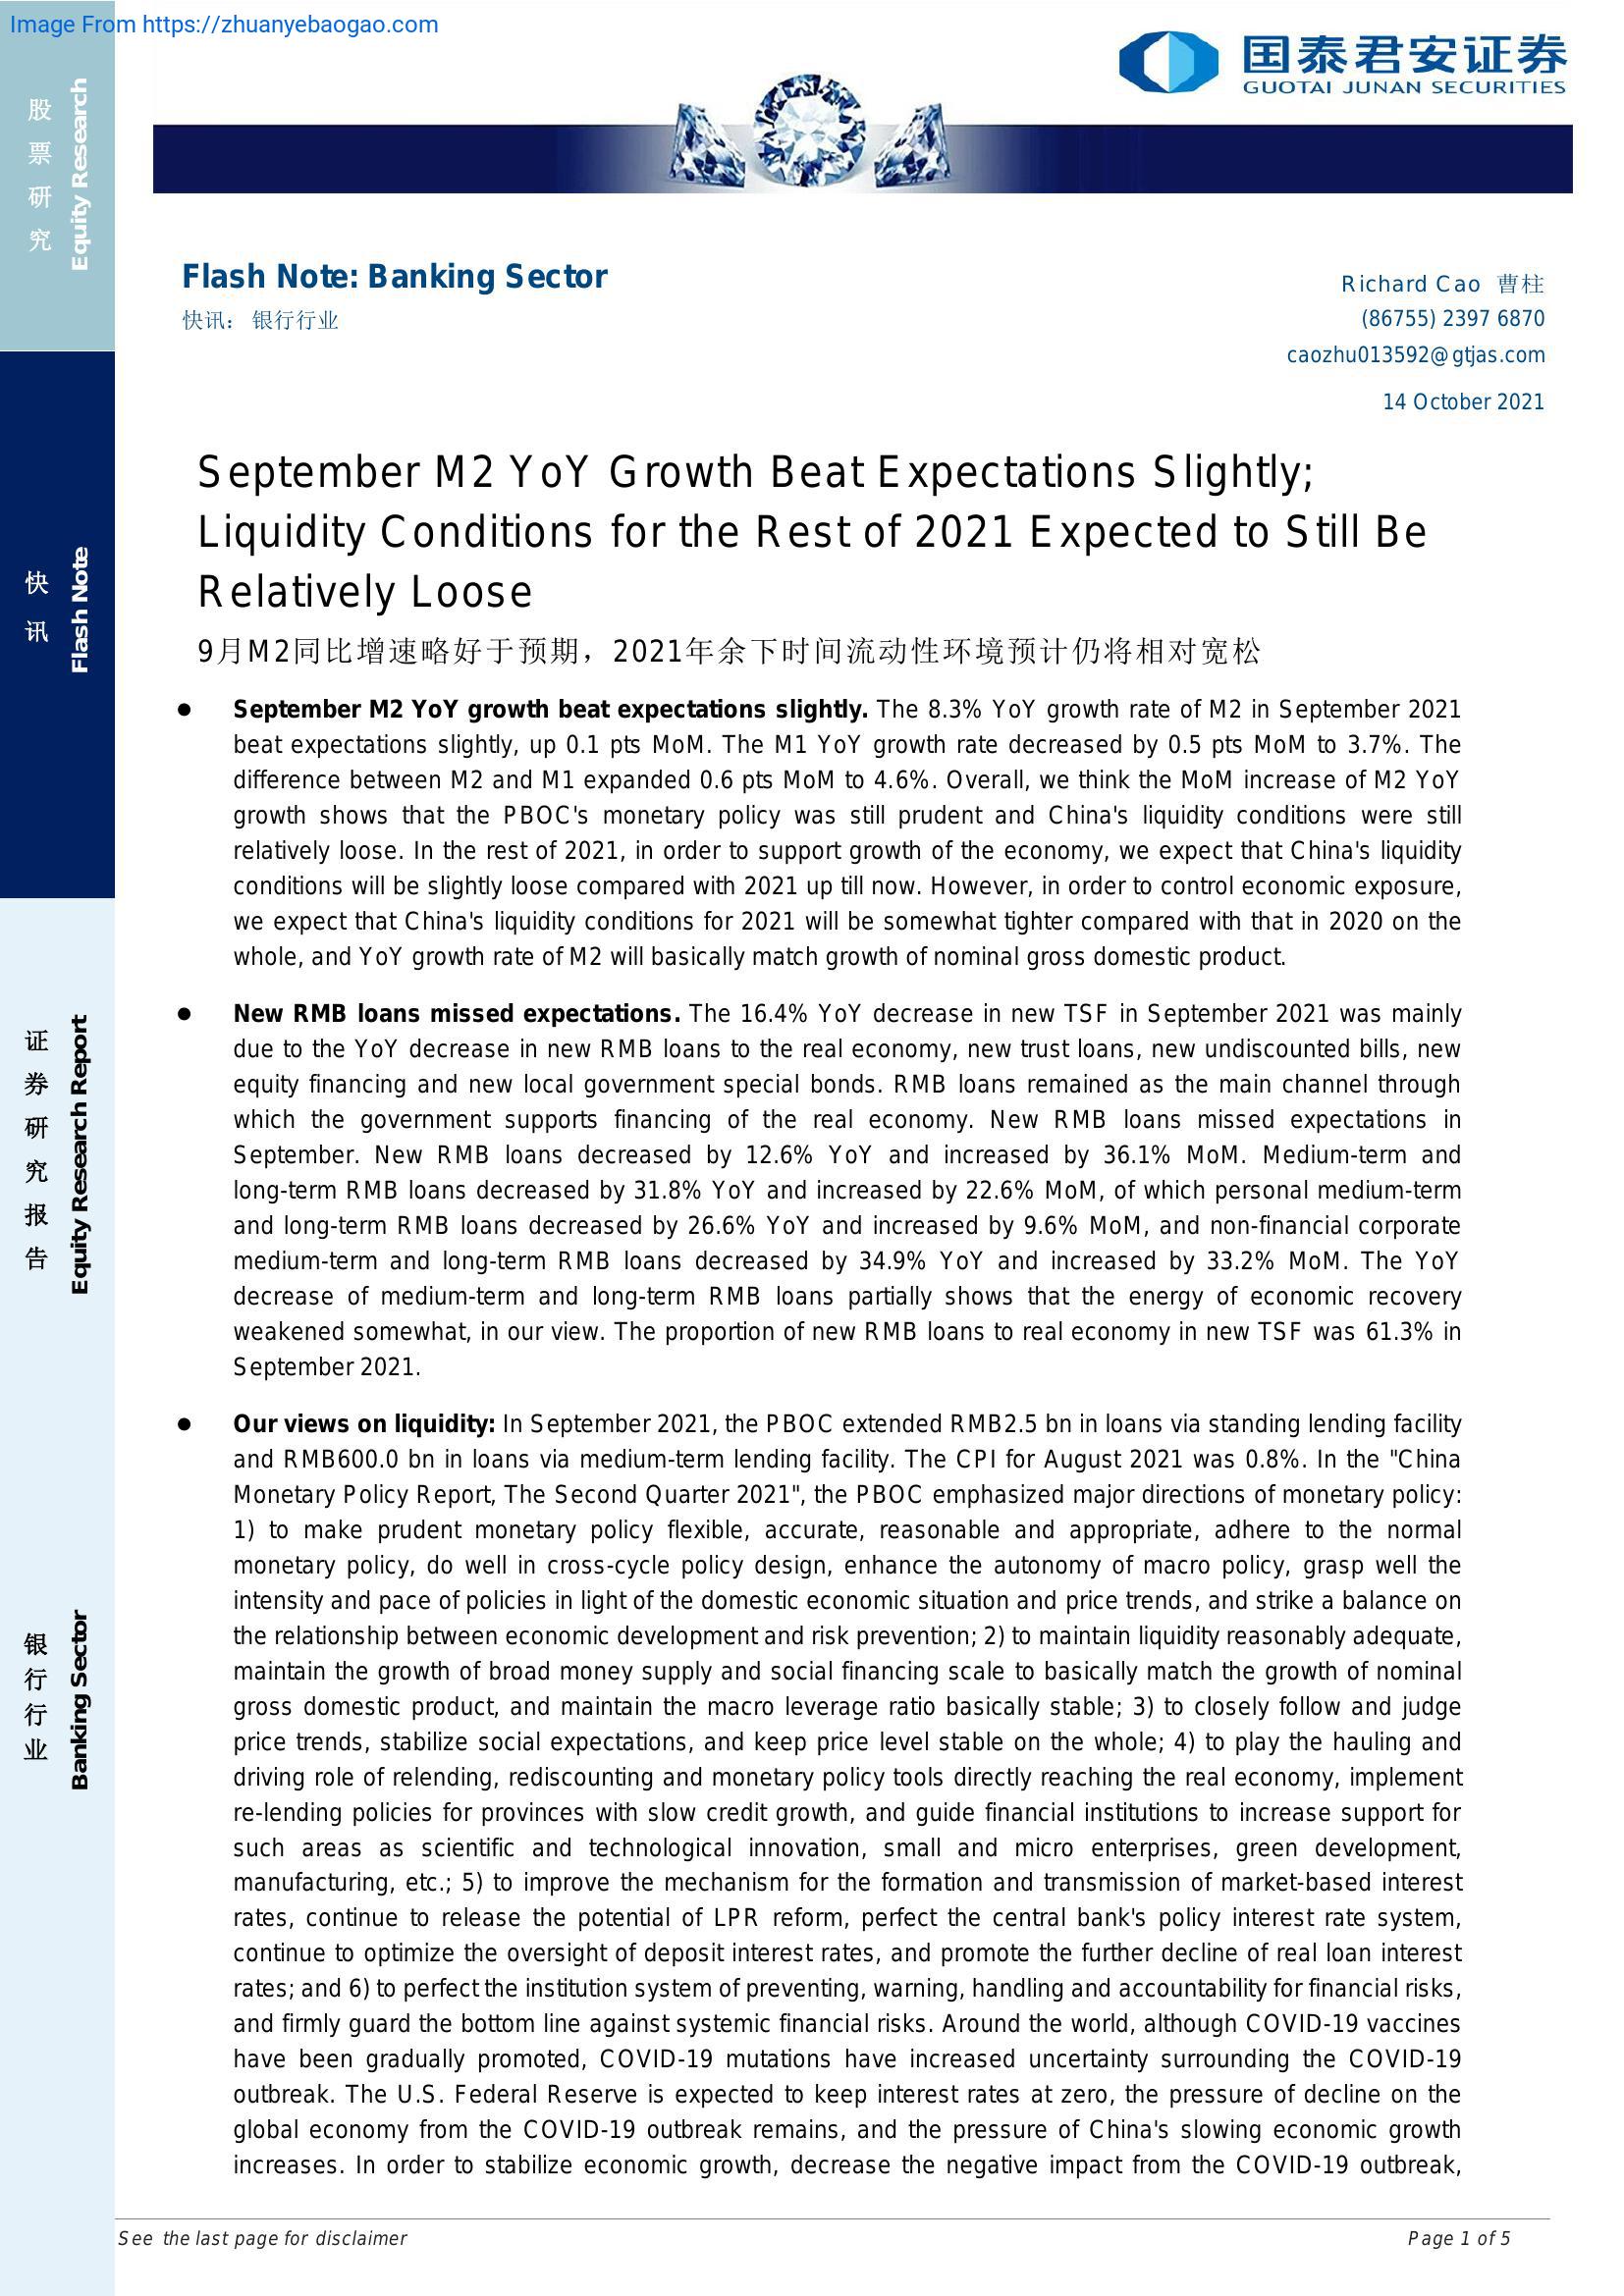 Image From https://zhuanyebaogao.com
国泰君安证券
GUOTAI JUNAN SECURITIES
股票研究
Equity Research
快讯
Flash Note
证券研究报告
Equity Research Report
银行行业
Banking Sector
Flash Note: Banking Sector
快讯： 银行行业
Richard Cao 曹柱
(86755) 2397 6870
caozhu013592@gtjas.com
14 October 2021
September M2 YoY Growth Beat Expectations Slightly;
Liquidity Conditions for the Rest of 2021 Expected to Still Be
Relatively Loose
9月M2同比增速略好于预期，2021年余下时间流动性环境预计仍将相对宽松
● September M2 YoY growth beat expectations slightly. The 8.3% YoY growth rate of M2 in September 2021
beat expectations slightly, up 0.1 pts MoM. The M1 YoY growth rate decreased by 0.5 pts MoM to 3.7%. The
difference between M2 and M1 expanded 0.6 pts MoM to 4.6%. Overall, we think the MoM increase of M2 YoY
growth shows that the PBOC's monetary policy was still prudent and China's liquidity conditions were still
relatively loose. In the rest of 2021, in order to support growth of the economy, we expect that China's liquidity
conditions will be slightly loose compared with 2021 up till now. However, in order to control economic exposure,
we expect that China's liquidity conditions for 2021 will be somewhat tighter compared with that in 2020 on the
whole, and YoY growth rate of M2 will basically match growth of nominal gross domestic product.
● New RMB loans missed expectations. The 16.4% YoY decrease in new TSF in September 2021 was mainly
due to the YoY decrease in new RMB loans to the real economy, new trust loans, new undiscounted bills, new
equity financing and new local government special bonds. RMB loans remained as the main channel through
which the government supports financing of the real economy. New RMB loans missed expectations in
September. New RMB loans decreased by 12.6% YoY and increased by 36.1% MoM. Medium-term and
long-term RMB loans decreased by 31.8% YoY and increased by 22.6% MoM, of which personal medium-term
and long-term RMB loans decreased by 26.6% YoY and increased by 9.6% MoM, and non-financial corporate
medium-term and long-term RMB loans decreased by 34.9% YoY and increased by 33.2% MoM. The YoY
decrease of medium-term and long-term RMB loans partially shows that the energy of economic recovery
weakened somewhat, in our view. The proportion of new RMB loans to real economy in new TSF was 61.3% in
September 2021.
● Our views on liquidity: In September 2021, the PBOC extended RMB2.5 bn in loans via standing lending facility
and RMB600.0 bn in loans via medium-term lending facility. The CPI for August 2021 was 0.8%. In the "China
Monetary Policy Report, The Second Quarter 2021", the PBOC emphasized major directions of monetary policy:
1) to make prudent monetary policy flexible, accurate, reasonable and appropriate, adhere to the normal
monetary policy, do well in cross-cycle policy design, enhance the autonomy of macro policy, grasp well the
intensity and pace of policies in light of the domestic economic situation and price trends, and strike a balance on
the relationship between economic development and risk prevention; 2) to maintain liquidity reasonably adequate,
maintain the growth of broad money supply and social financing scale to basically match the growth of nominal
gross domestic product, and maintain the macro leverage ratio basically stable; 3) to closely follow and judge
price trends, stabilize social expectations, and keep price level stable on the whole; 4) to play the hauling and
driving role of relending, rediscounting and monetary policy tools directly reaching the real economy, implement
re-lending policies for provinces with slow credit growth, and guide financial institutions to increase support for
such areas as scientific and technological innovation, small and micro enterprises, green development,
manufacturing, etc.; 5) to improve the mechanism for the formation and transmission of market-based interest
rates, continue to release the potential of LPR reform, perfect the central bank's policy interest rate system,
continue to optimize the oversight of deposit interest rates, and promote the further decline of real loan interest
rates; and 6) to perfect the institution system of preventing, warning, handling and accountability for financial risks,
and firmly guard the bottom line against systemic financial risks. Around the world, although COVID-19 vaccines
have been gradually promoted, COVID-19 mutations have increased uncertainty surrounding the COVID-19
outbreak. The U.S. Federal Reserve is expected to keep interest rates at zero, the pressure of decline on the
global economy from the COVID-19 outbreak remains, and the pressure of China's slowing economic growth
increases. In order to stabilize economic growth, decrease the negative impact from the COVID-19 outbreak,
See the last page for disclaimer
Page 1 of 5